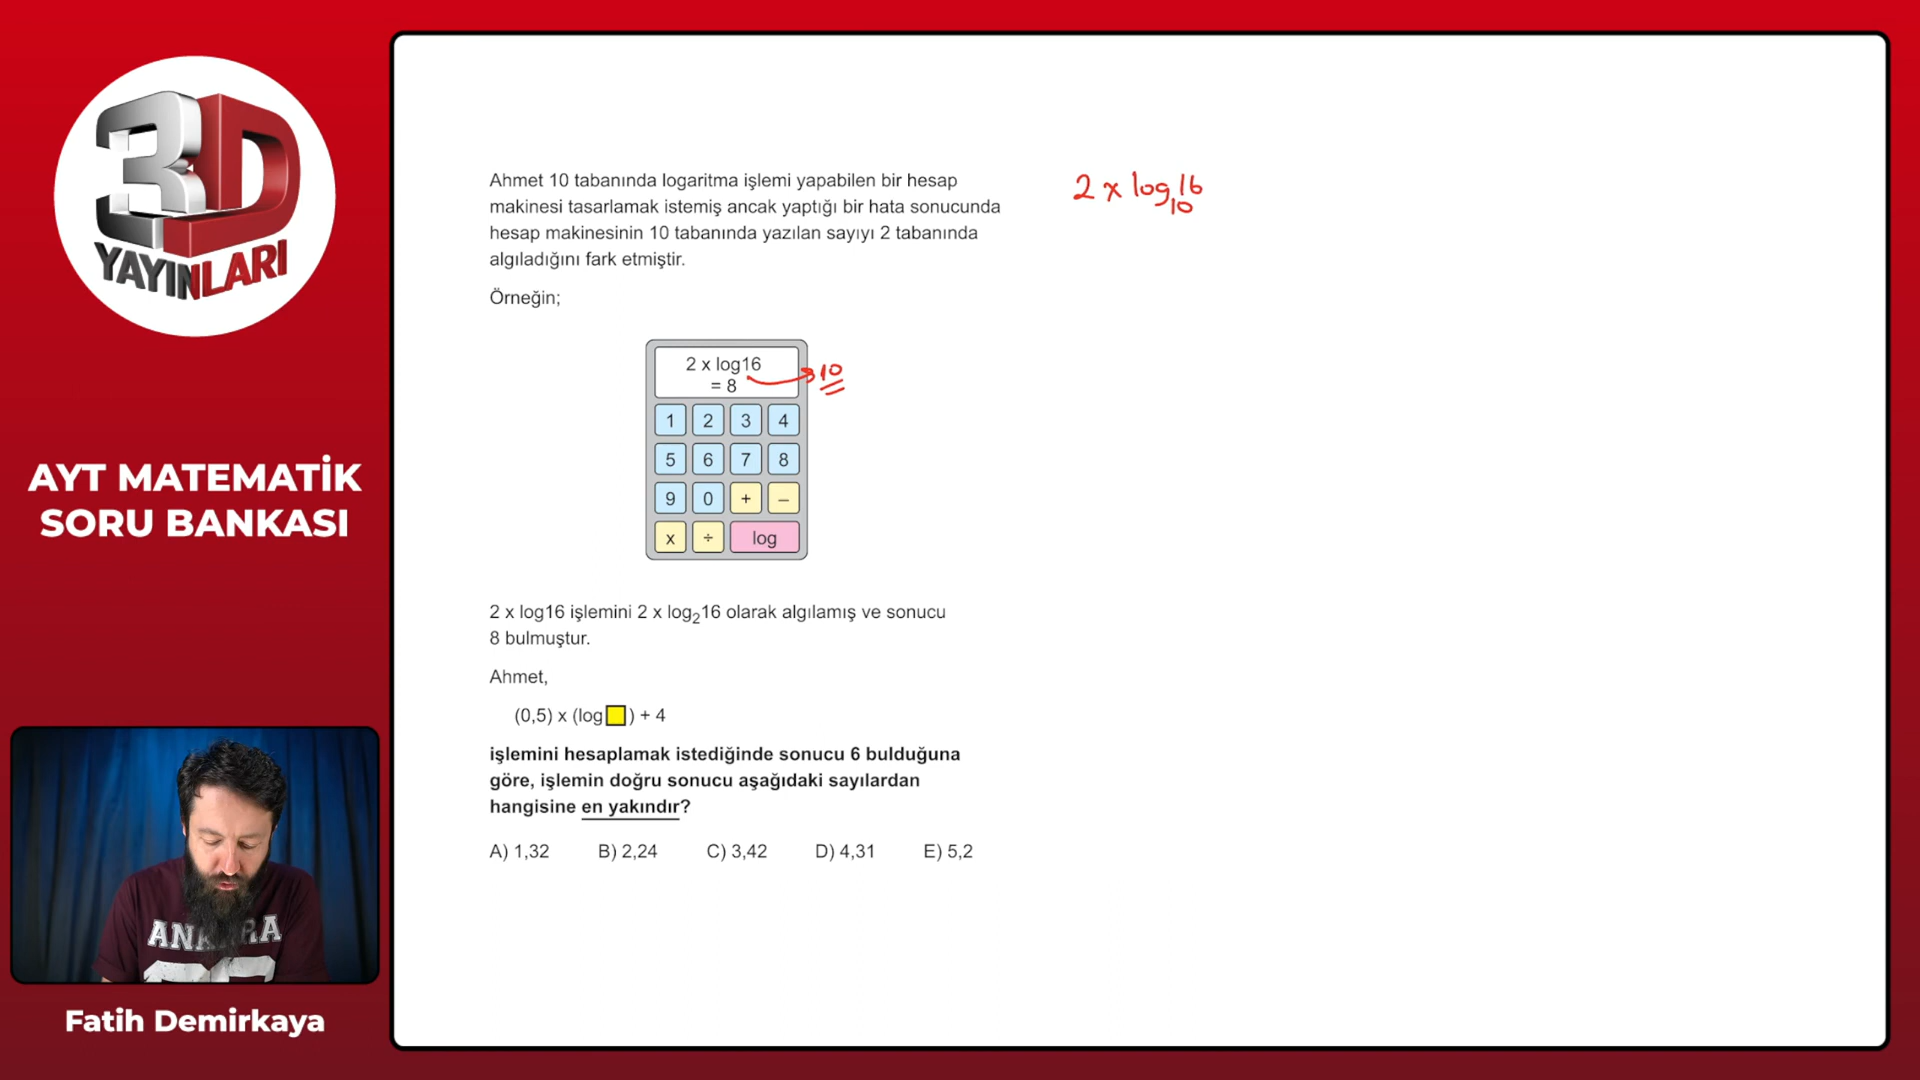 3D
YAYINLARI
AYT MATEMATİK
SORU BANKASI
Fatih Demirkaya
Ahmet 10 tabanında logaritma işlemi yapabilen bir hesap
makinesi tasarlamak istemiş ancak yaptığı bir hata sonucunda
hesap makinesinin 10 tabanında yazılan sayıyı 2 tabanında
algıladığını fark etmiştir.
Örneğin;
2 x log16
= 8
10
1 2 3 4
5 6 7 8
9 0 + –
x ÷ log
2 x log16 işlemini 2 x log₂16 olarak algılamış ve sonucu
8 bulmuştur.
Ahmet,
(0,5) x (log ) + 4
işlemini hesaplamak istediğinde sonucu 6 bulduğuna
göre, işlemin doğru sonucu aşağıdaki sayılardan
hangisine en yakındır?
A) 1,32 B) 2,24 C) 3,42 D) 4,31 E) 5,2
2 x log₁₀16